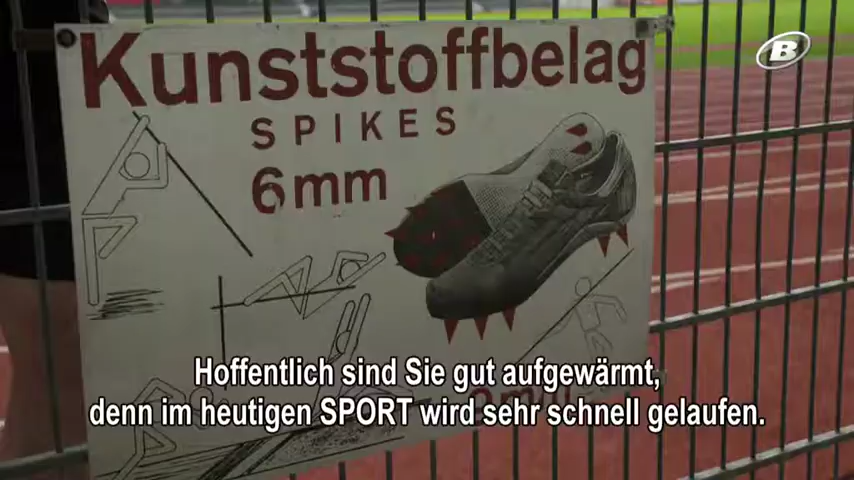 B
Kunststoffbelag
SPIKES
6mm
Hoffentlich sind Sie gut aufgewärmt,
denn im heutigen SPORT wird sehr schnell gelaufen.